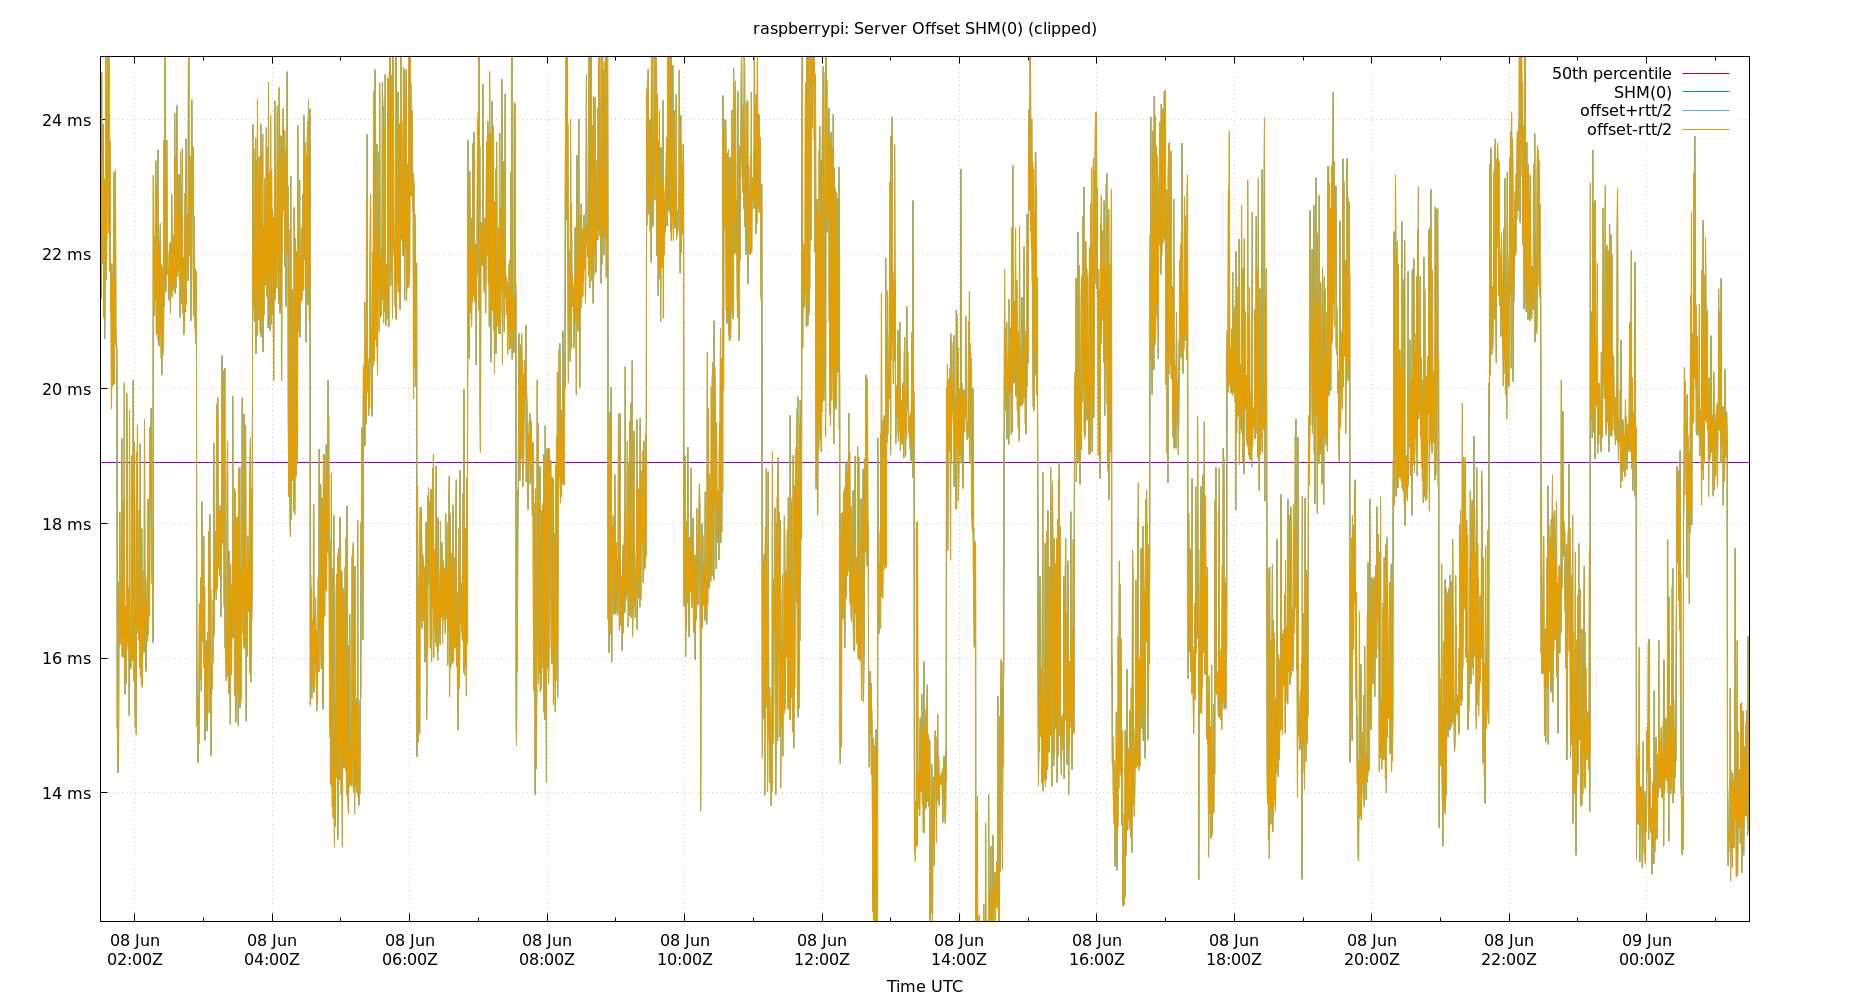 raspberrypi: Server Offset SHM(0) (clipped)
50th percentile
SHM(0)
offset+rtt/2
offset-rtt/2
24 ms
22 ms
20 ms
18 ms
16 ms
14 ms
08 Jun 08 Jun 08 Jun 08 Jun 08 Jun 08 Jun 08 Jun 08 Jun 08 Jun 08 Jun 08 Jun 09 Jun
02:00Z 04:00Z 06:00Z 08:00Z 10:00Z 12:00Z 14:00Z 16:00Z 18:00Z 20:00Z 22:00Z 00:00Z
Time UTC